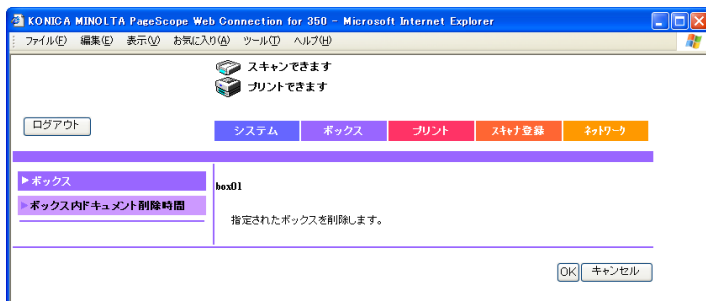 KONICA MINOLTA PageScope Web Connection for 350 - Microsoft Internet Explorer
ファイル(F) 編集(E) 表示(V) お気に入り(A) ツール(T) ヘルプ(H)
スキャンできます
プリントできます
ログアウト
システム ボックス プリント スキャナ登録 ネットワーク
ボックス
ボックス内ドキュメント削除時間
box01
指定されたボックスを削除します。
OK キャンセル